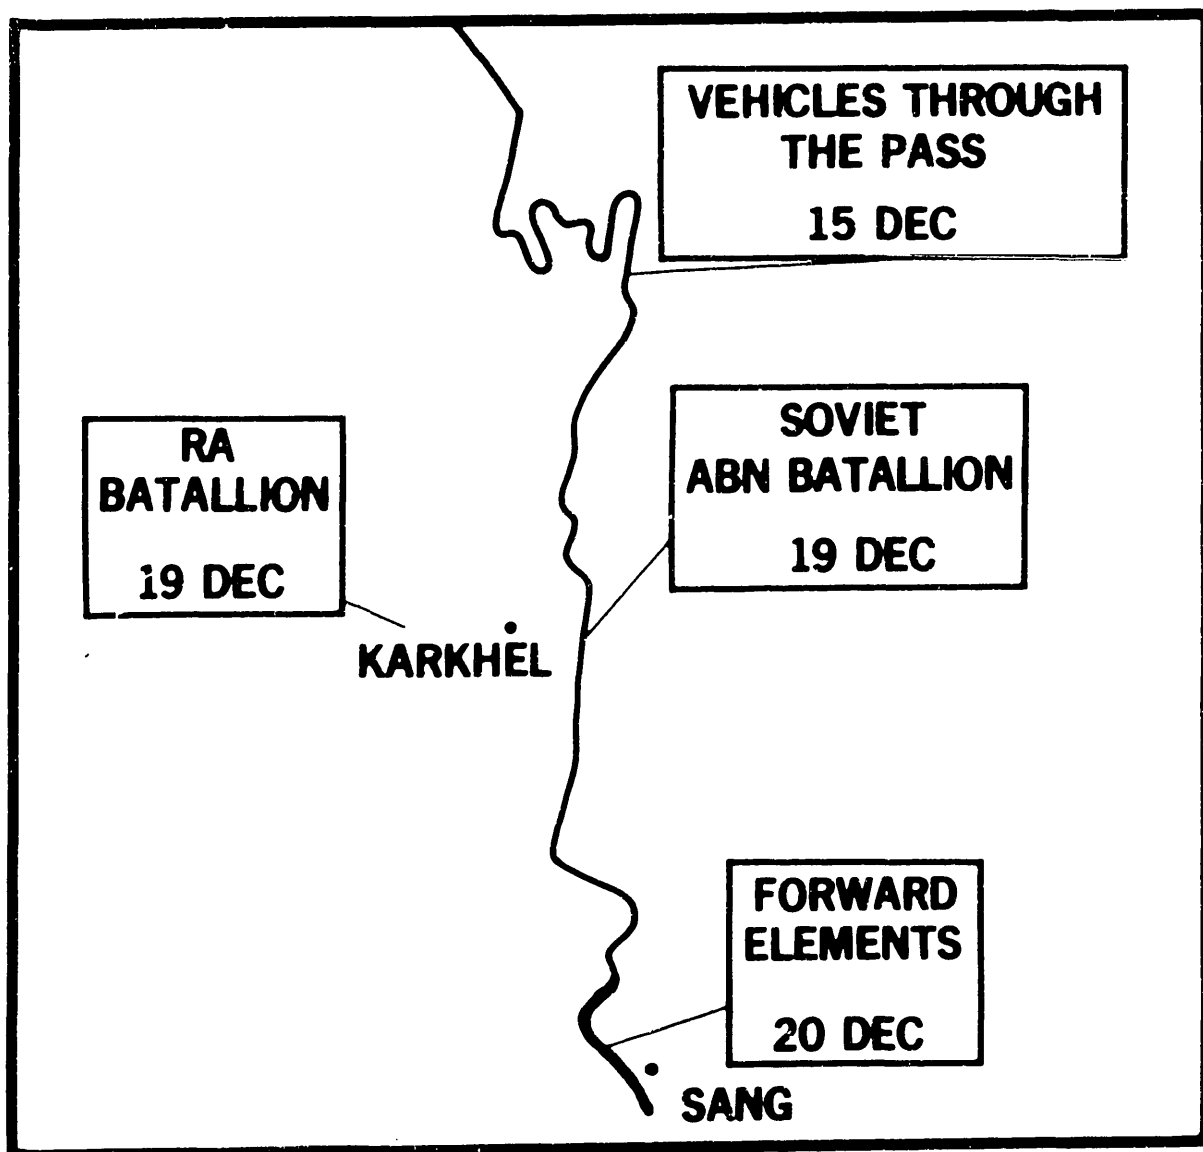 VEHICLES THROUGH
THE PASS
15 DEC
SOVIET
ABN BATALLION
19 DEC
RA
BATALLION
19 DEC
KARKHEL
FORWARD
ELEMENTS
20 DEC
SANG